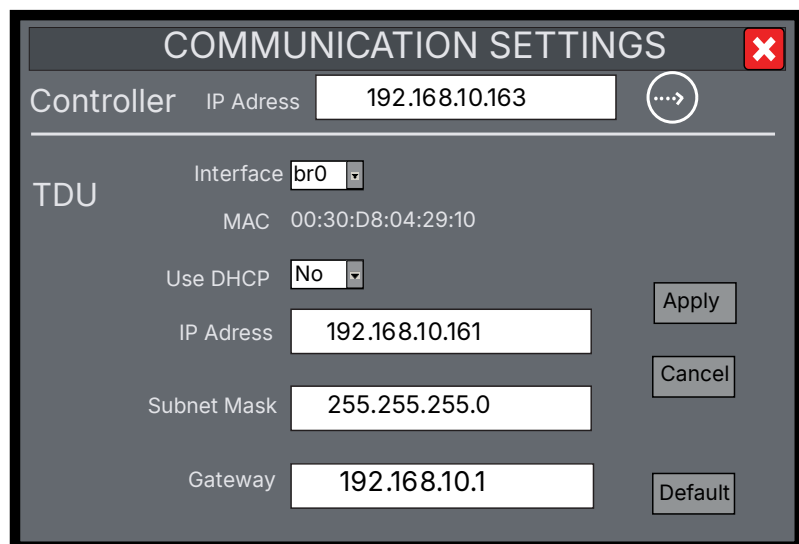 COMMUNICATION SETTINGS
Controller IP Adress 192.168.10.163
TDU
Interface br0
MAC 00:30:D8:04:29:10
Use DHCP No
Apply
IP Adress 192.168.10.161
Cancel
Subnet Mask 255.255.255.0
Gateway 192.168.10.1
Default